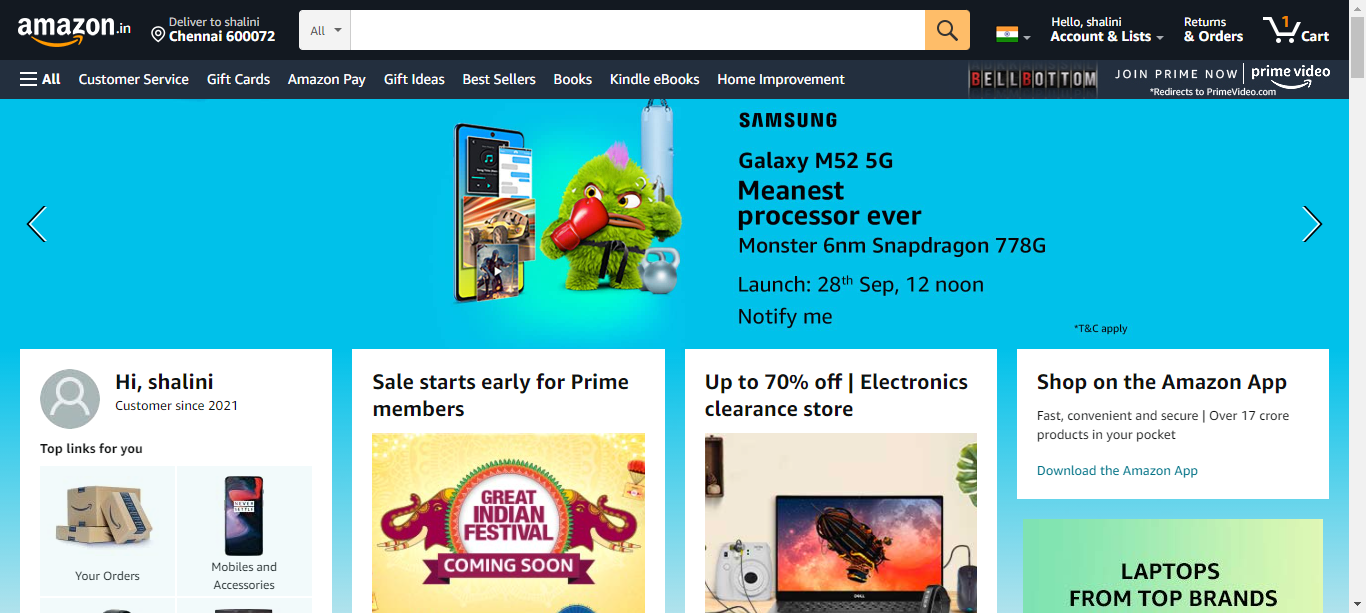 amazon.in
Deliver to shalini
Chennai 600072
All
Hello, shalini
Account & Lists
Returns
& Orders
1
Cart
All
Customer Service
Gift Cards
Amazon Pay
Gift Ideas
Best Sellers
Books
Kindle eBooks
Home Improvement
BELLBOTTOM
JOIN PRIME NOW
prime video
*Redirects to PrimeVideo.com
SAMSUNG
Galaxy M52 5G
Meanest
processor ever
Monster 6nm Snapdragon 778G
Launch: 28th Sep, 12 noon
Notify me
*T&C apply
Hi, shalini
Customer since 2021
Top links for you
Your Orders
Mobiles and
Accessories
Sale starts early for Prime
members
GREAT
INDIAN
FESTIVAL
COMING SOON
Up to 70% off | Electronics
clearance store
DELL
Shop on the Amazon App
Fast, convenient and secure | Over 17 crore
products in your pocket
Download the Amazon App
LAPTOPS
FROM TOP BRANDS